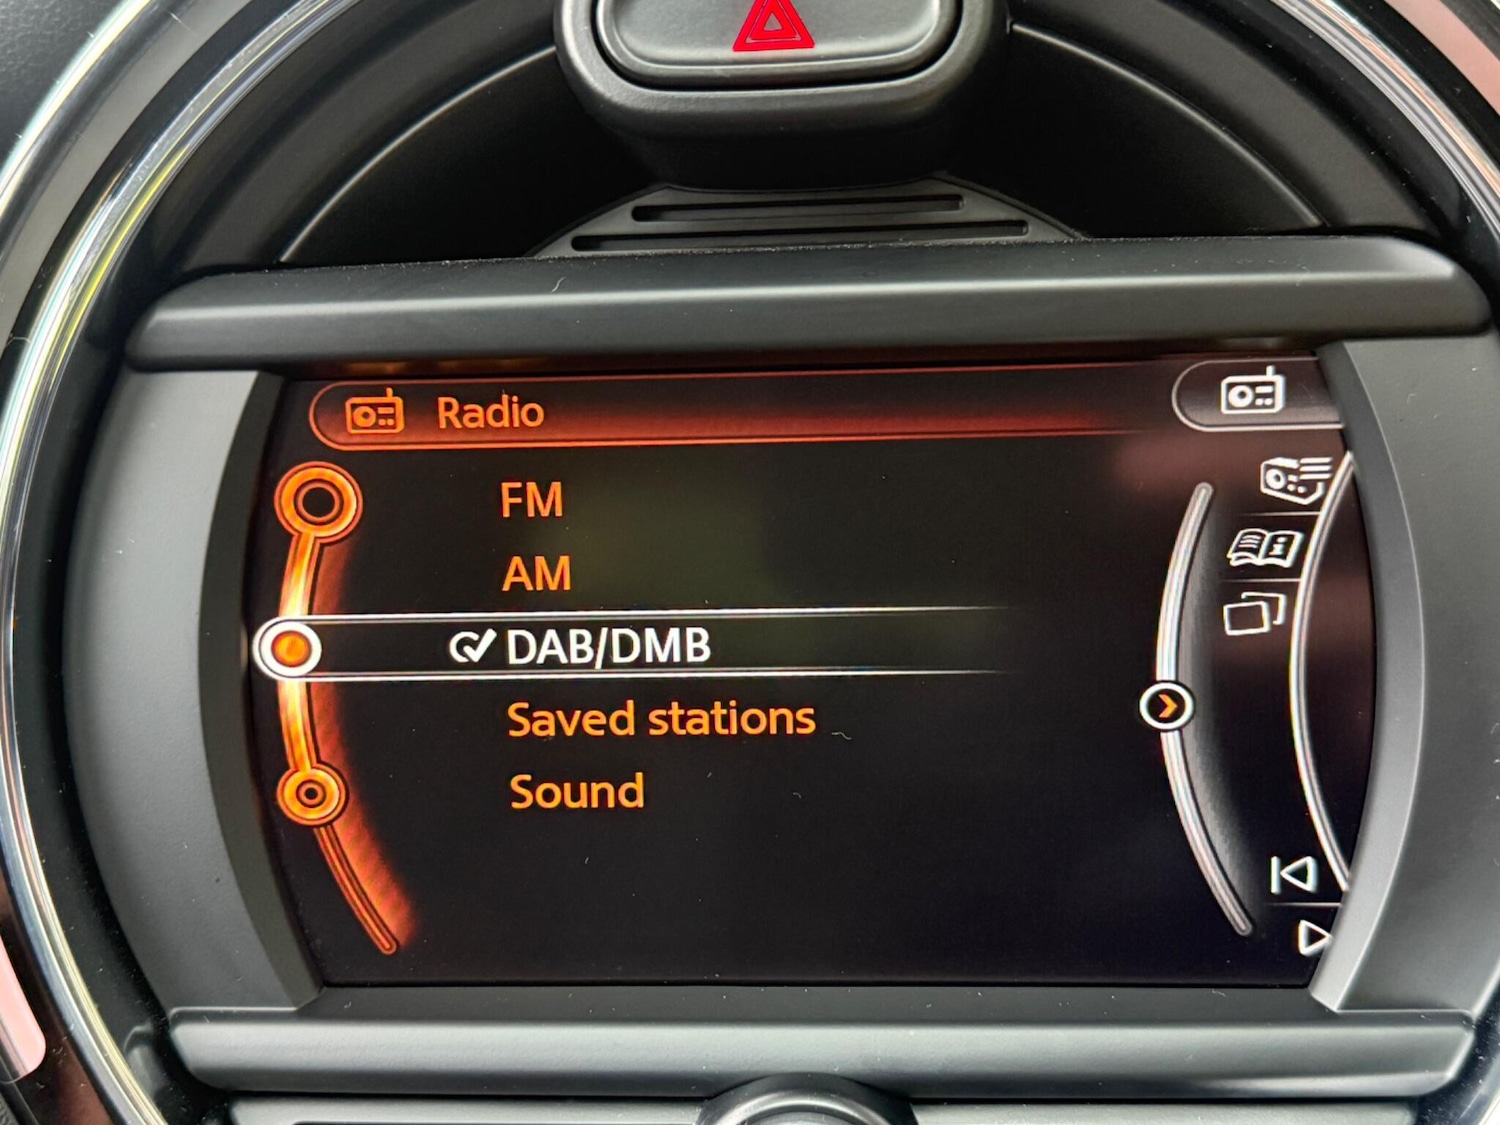 Radio
FM
AM
DAB/DMB
Saved stations
Sound